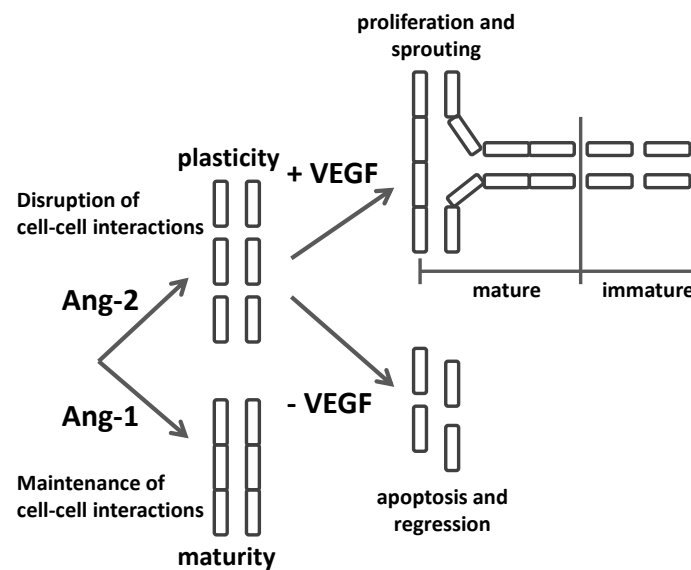 proliferation and
sprouting
plasticity
+ VEGF
Disruption of
cell-cell interactions
Ang-2
mature
immature
Ang-1
- VEGF
Maintenance of
cell-cell interactions
apoptosis and
regression
maturity